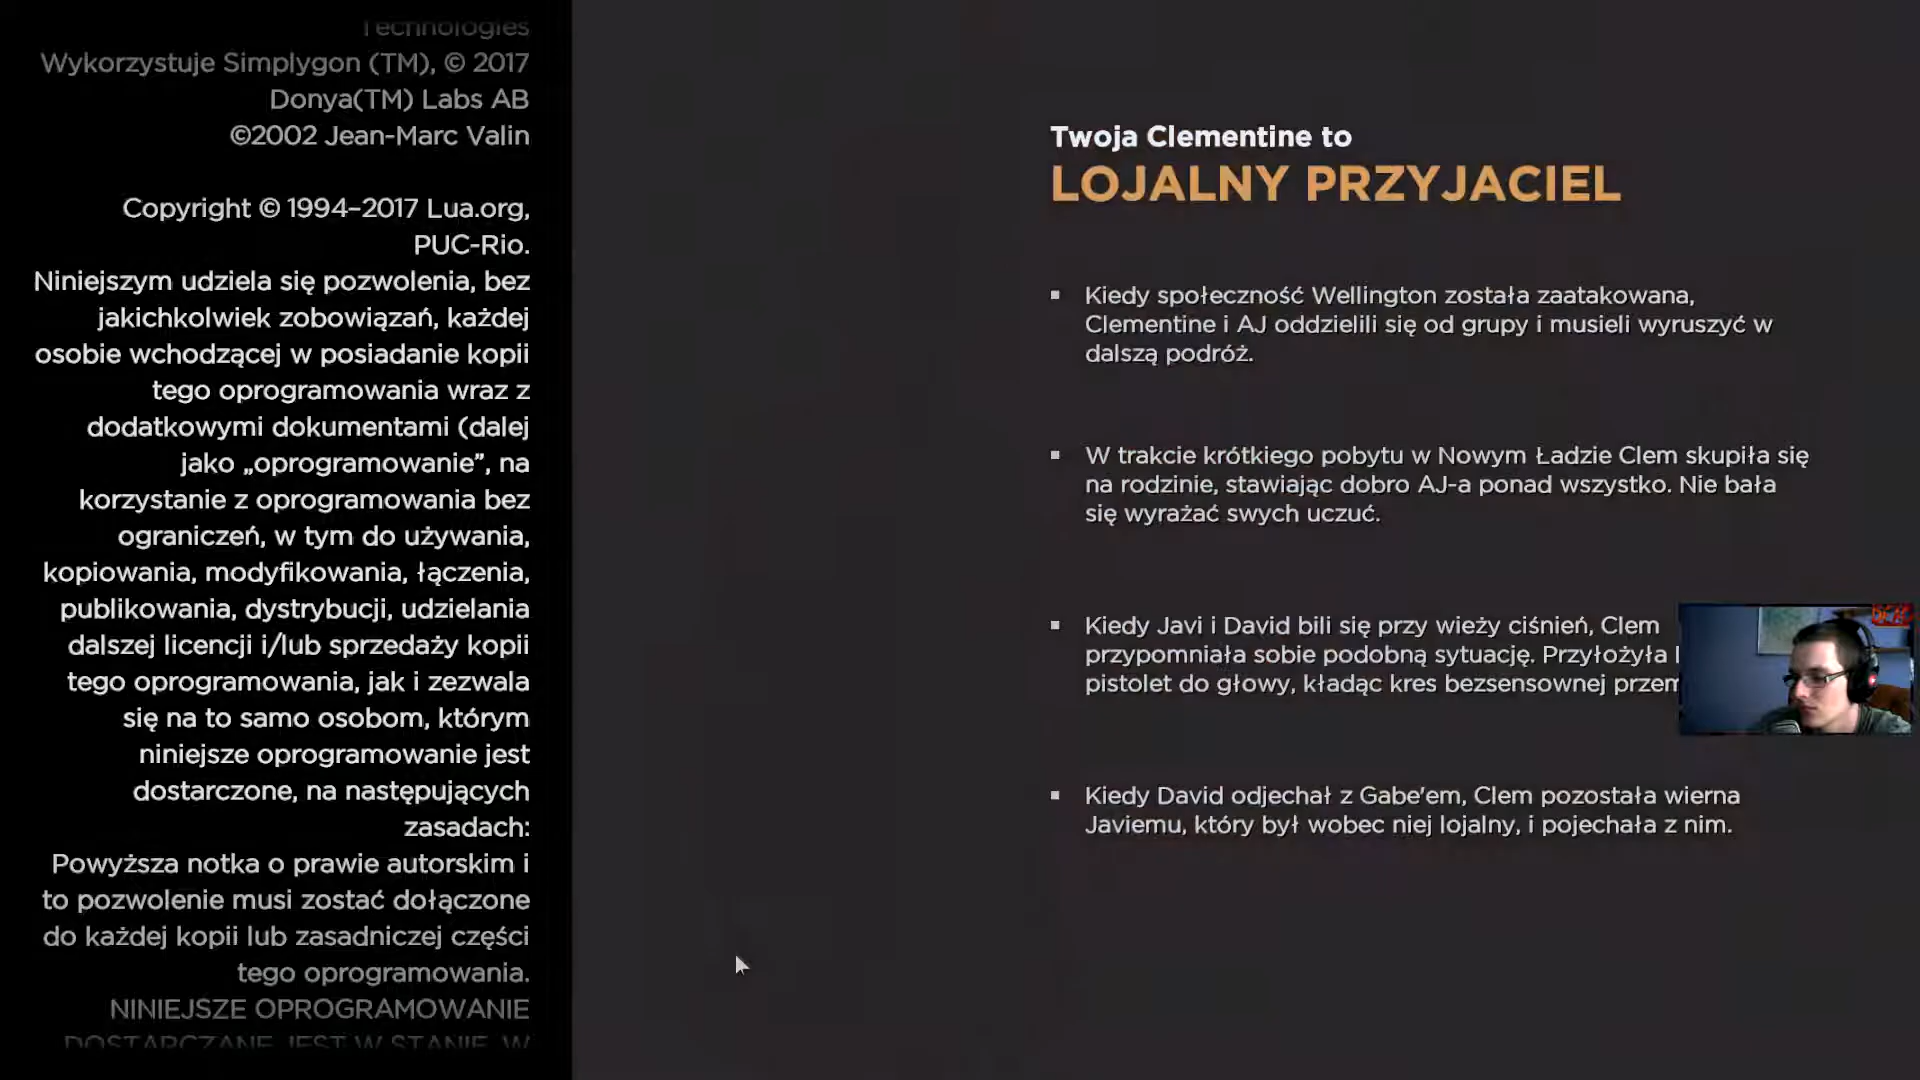 Technologies
Wykorzystuje Simplygon (TM), © 2017
Donya(TM) Labs AB
©2002 Jean-Marc Valin
Copyright © 1994–2017 Lua.org,
PUC-Rio.
Niniejszym udziela się pozwolenia, bez
jakichkolwiek zobowiązań, każdej
osobie wchodzącej w posiadanie kopii
tego oprogramowania wraz z
dodatkowymi dokumentami (dalej
jako „oprogramowanie”, na
korzystanie z oprogramowania bez
ograniczeń, w tym do używania,
kopiowania, modyfikowania, łączenia,
publikowania, dystrybucji, udzielania
dalszej licencji i/lub sprzedaży kopii
tego oprogramowania, jak i zezwala
się na to samo osobom, którym
niniejsze oprogramowanie jest
dostarczone, na następujących
zasadach:
Powyższa notka o prawie autorskim i
to pozwolenie musi zostać dołączone
do każdej kopii lub zasadniczej części
tego oprogramowania.
NINIEJSZE OPROGRAMOWANIE
DOSTARCZANE JEST W STANIE, W
Twoja Clementine to
LOJALNY PRZYJACIEL
Kiedy społeczność Wellington została zaatakowana,
Clementine i AJ oddzielili się od grupy i musieli wyruszyć w
dalszą podróż.
W trakcie krótkiego pobytu w Nowym Ładzie Clem skupiła się
na rodzinie, stawiając dobro AJ-a ponad wszystko. Nie bała
się wyrażać swych uczuć.
Kiedy Javi i David bili się przy wieży ciśnień, Clem
przypomniała sobie podobną sytuację. Przyłożyła
pistolet do głowy, kładąc kres bezsensownej przem
Kiedy David odjechał z Gabe'em, Clem pozostała wierna
Javiemu, który był wobec niej lojalny, i pojechała z nim.